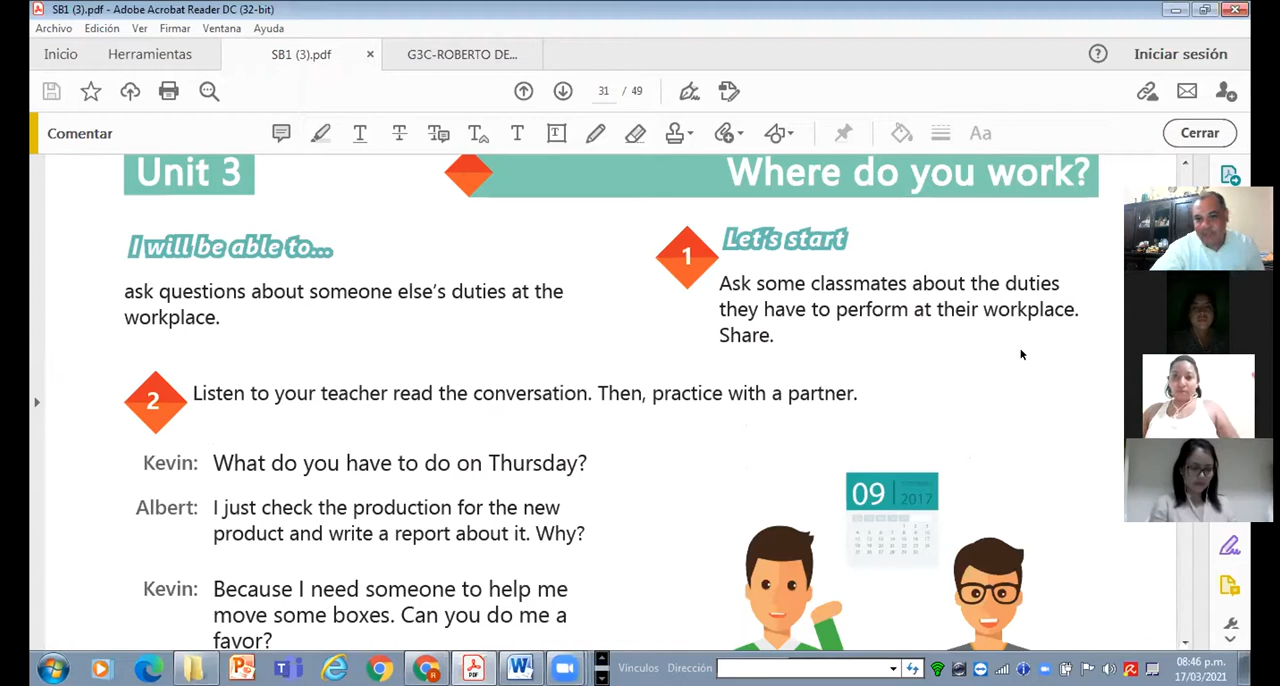 SB1 (3).pdf - Adobe Acrobat Reader DC (32-bit)
Archivo Edición Ver Firmar Ventana Ayuda
Inicio Herramientas SB1 (3).pdf × G3C-ROBERTO DE... ? Iniciar sesión
31 / 49
Comentar Aa Cerrar
Unit 3 Where do you work?
I will be able to...
ask questions about someone else's duties at the
workplace.
1 Let's start
Ask some classmates about the duties
they have to perform at their workplace.
Share.
2 Listen to your teacher read the conversation. Then, practice with a partner.
Kevin: What do you have to do on Thursday?
Albert: I just check the production for the new
product and write a report about it. Why?
Kevin: Because I need someone to help me
move some boxes. Can you do me a
favor?
09 2017
Vínculos Dirección
08:46 p.m.
17/03/2021